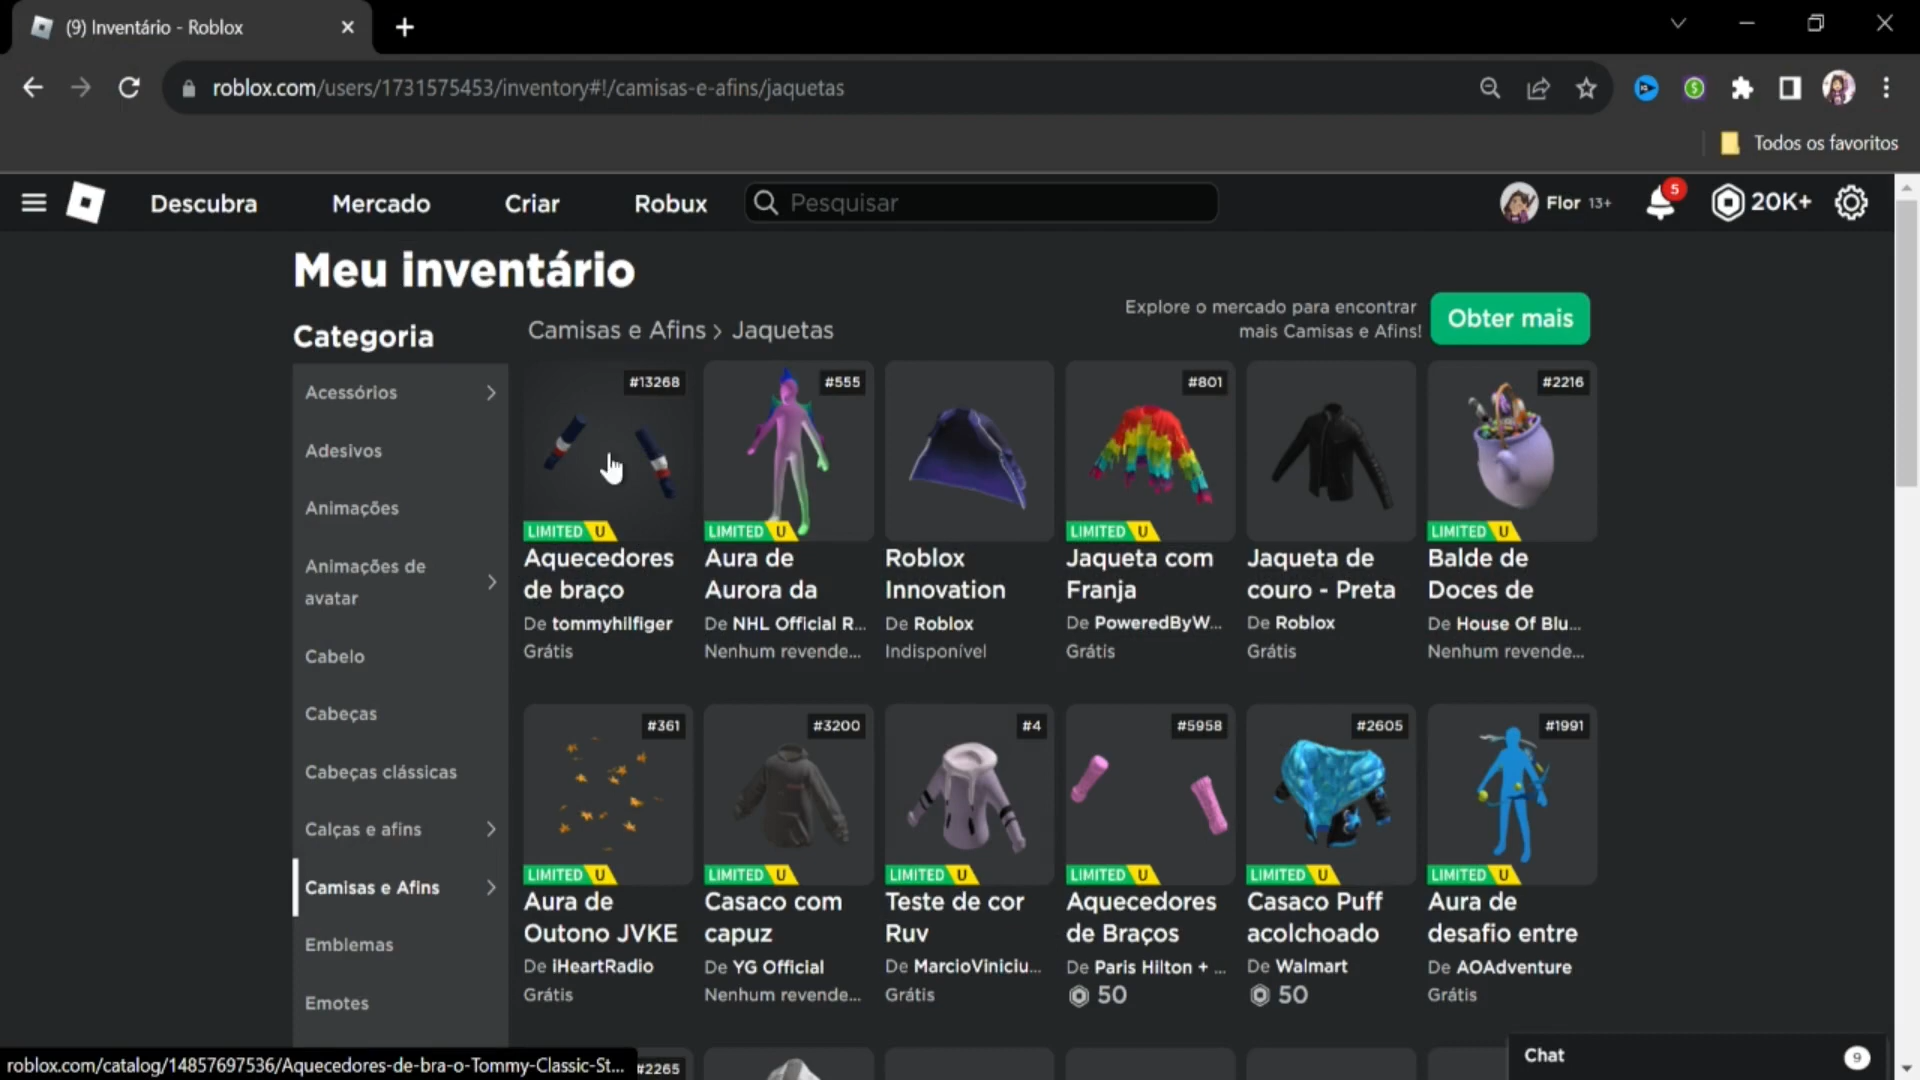 (9) Inventário - Roblox
roblox.com/users/1731575453/inventory#!/camisas-e-afins/jaquetas
Todos os favoritos
Descubra
Mercado
Criar
Robux
Pesquisar
Flor 13+
5
20K+
Meu inventário
Categoria
Camisas e Afins > Jaquetas
Explore o mercado para encontrar
mais Camisas e Afins!
Obter mais
Acessórios
Adesivos
Animações
Animações de
avatar
Cabelo
Cabeças
Cabeças clássicas
Calças e afins
Camisas e Afins
Emblemas
Emotes
#13268
LIMITED U
Aquecedores
de braço
De tommyhilfiger
Grátis
#555
LIMITED U
Aura de
Aurora da
De NHL Official R...
Nenhum revende...
Roblox
Innovation
De Roblox
Indisponível
#801
LIMITED U
Jaqueta com
Franja
De PoweredByW...
Grátis
Jaqueta de
couro - Preta
De Roblox
Grátis
#2216
LIMITED U
Balde de
Doces de
De House Of Blu...
Nenhum revende...
#361
LIMITED U
Aura de
Outono JVKE
De iHeartRadio
Grátis
#3200
LIMITED U
Casaco com
capuz
De YG Official
Nenhum revende...
#4
LIMITED U
Teste de cor
Ruv
De MarcioViniciu...
Grátis
#5958
LIMITED U
Aquecedores
de Braços
De Paris Hilton + ...
50
#2605
LIMITED U
Casaco Puff
acolchoado
De Walmart
50
#1991
LIMITED U
Aura de
desafio entre
De AOAdventure
Grátis
#2265
Chat
9
roblox.com/catalog/14857697536/Aquecedores-de-bra-o-Tommy-Classic-St...